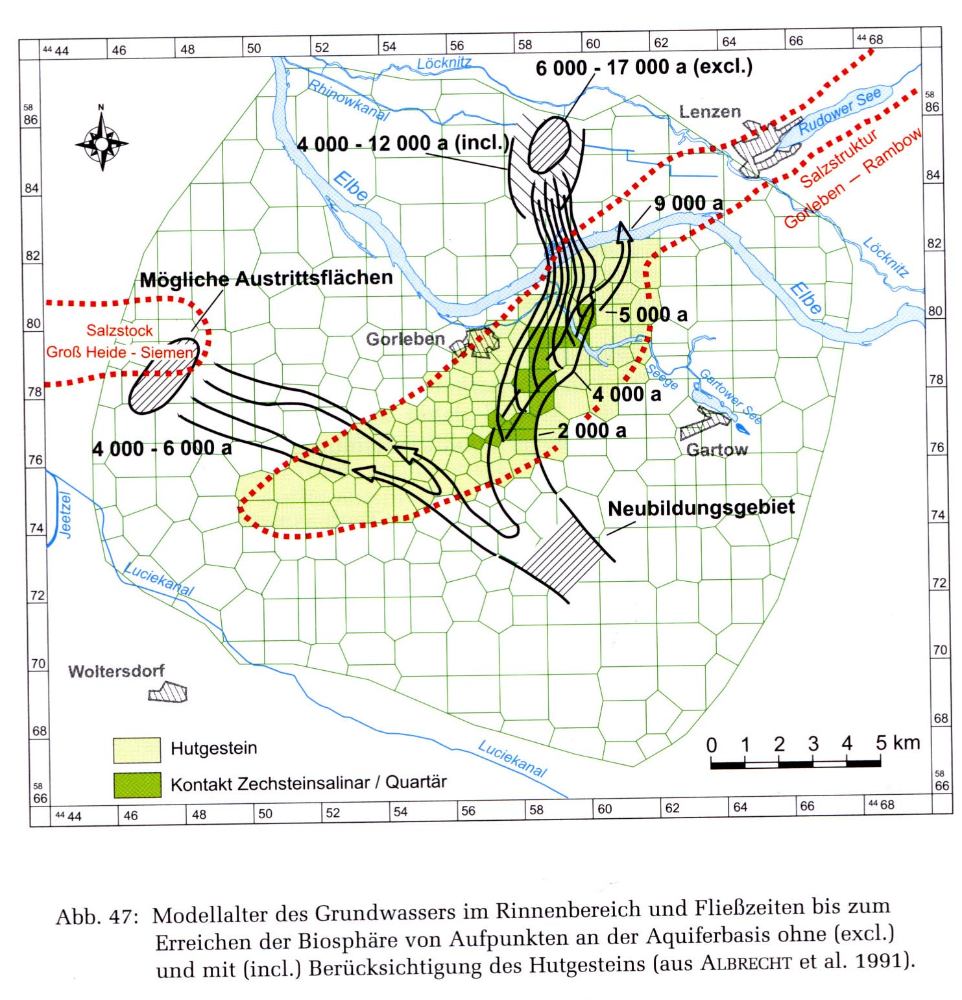 44 44 46 48 50 52 54 56 58 60 62 64 66 44 68
Löcknitz
6 000 - 17 000 a (excl.)
Rhinowkanal
58
86
N
Lenzen
Rudower See
58
86
4 000 - 12 000 a (incl.)
Salzstruktur
Gorleben — Rambow
84
Elbe
84
9 000 a
82
82
Löcknitz
Mögliche Austrittsflächen
Elbe
80
80
5 000 a
Salzstock
Groß Heide - Siemen
Gorleben
Seege
Gartower See
78
78
4 000 a
2 000 a
4 000 - 6 000 a
Gartow
76
76
Jeetzel
Neubildungsgebiet
74
74
Luciekanal
72
72
70
70
Woltersdorf
68
68
Hutgestein
Kontakt Zechsteinsalinar / Quartär
Luciekanal
0 1 2 3 4 5 km
58
66
58
66
44 44 46 48 50 52 54 56 58 60 62 64 66 44 68
Abb. 47: Modellalter des Grundwassers im Rinnenbereich und Fließzeiten bis zum
Erreichen der Biosphäre von Aufpunkten an der Aquiferbasis ohne (excl.)
und mit (incl.) Berücksichtigung des Hutgesteins (aus ALBRECHT et al. 1991).